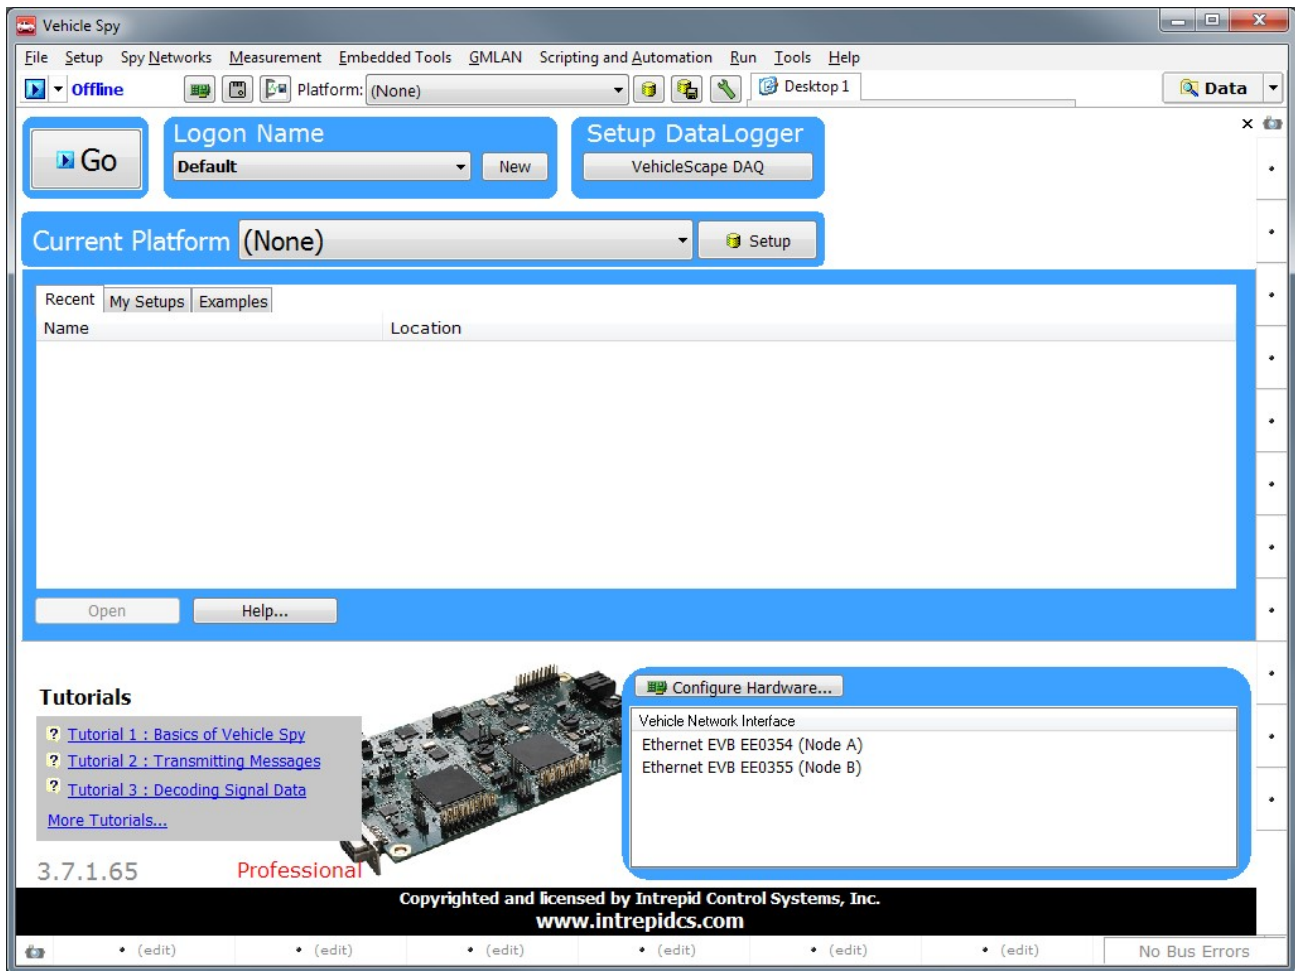 Vehicle Spy
File Setup Spy Networks Measurement Embedded Tools GMLAN Scripting and Automation Run Tools Help
Offline Platform: (None) Desktop 1 Data
Go
Logon Name
Default New
Setup DataLogger
VehicleScape DAQ
Current Platform (None) Setup
Recent My Setups Examples
Name Location
Open Help...
Tutorials
? Tutorial 1 : Basics of Vehicle Spy
? Tutorial 2 : Transmitting Messages
? Tutorial 3 : Decoding Signal Data
More Tutorials...
3.7.1.65 Professional
Configure Hardware...
Vehicle Network Interface
Ethernet EVB EE0354 (Node A)
Ethernet EVB EE0355 (Node B)
Copyrighted and licensed by Intrepid Control Systems, Inc.
www.intrepidcs.com
(edit) (edit) (edit) (edit) (edit) (edit) No Bus Errors